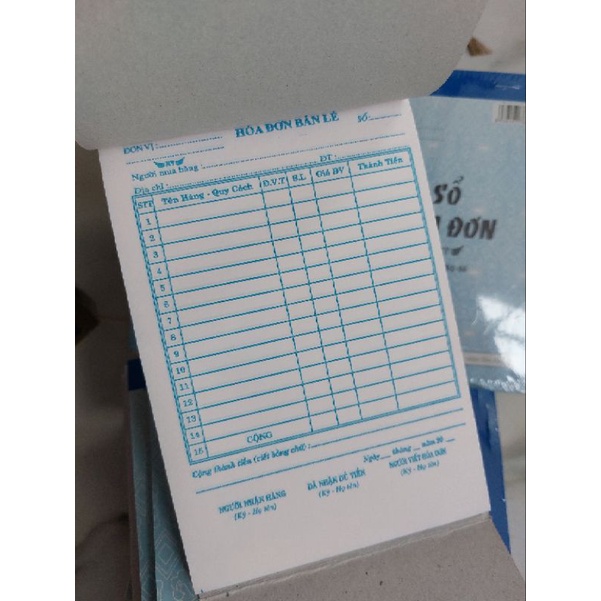 HÓA ĐƠN BÁN LẺ
ĐƠN VỊ : Số:
Người mua hàng : ĐT :
Địa chỉ :
STT Tên Hàng - Quy Cách Đ.V.T S.L Giá ĐV Thành Tiền
1
2
3
4
5
6
7
8
9
10
11
12
13
14
15 CỘNG
Cộng thành tiền (viết bằng chữ) :
Ngày tháng năm 20
NGƯỜI NHẬN HÀNG ĐÃ NHẬN ĐỦ TIỀN NGƯỜI VIẾT HÓA ĐƠN
(Ký - Họ tên) (Ký - Họ tên) (Ký - Họ tên)
SỔ
ĐƠN